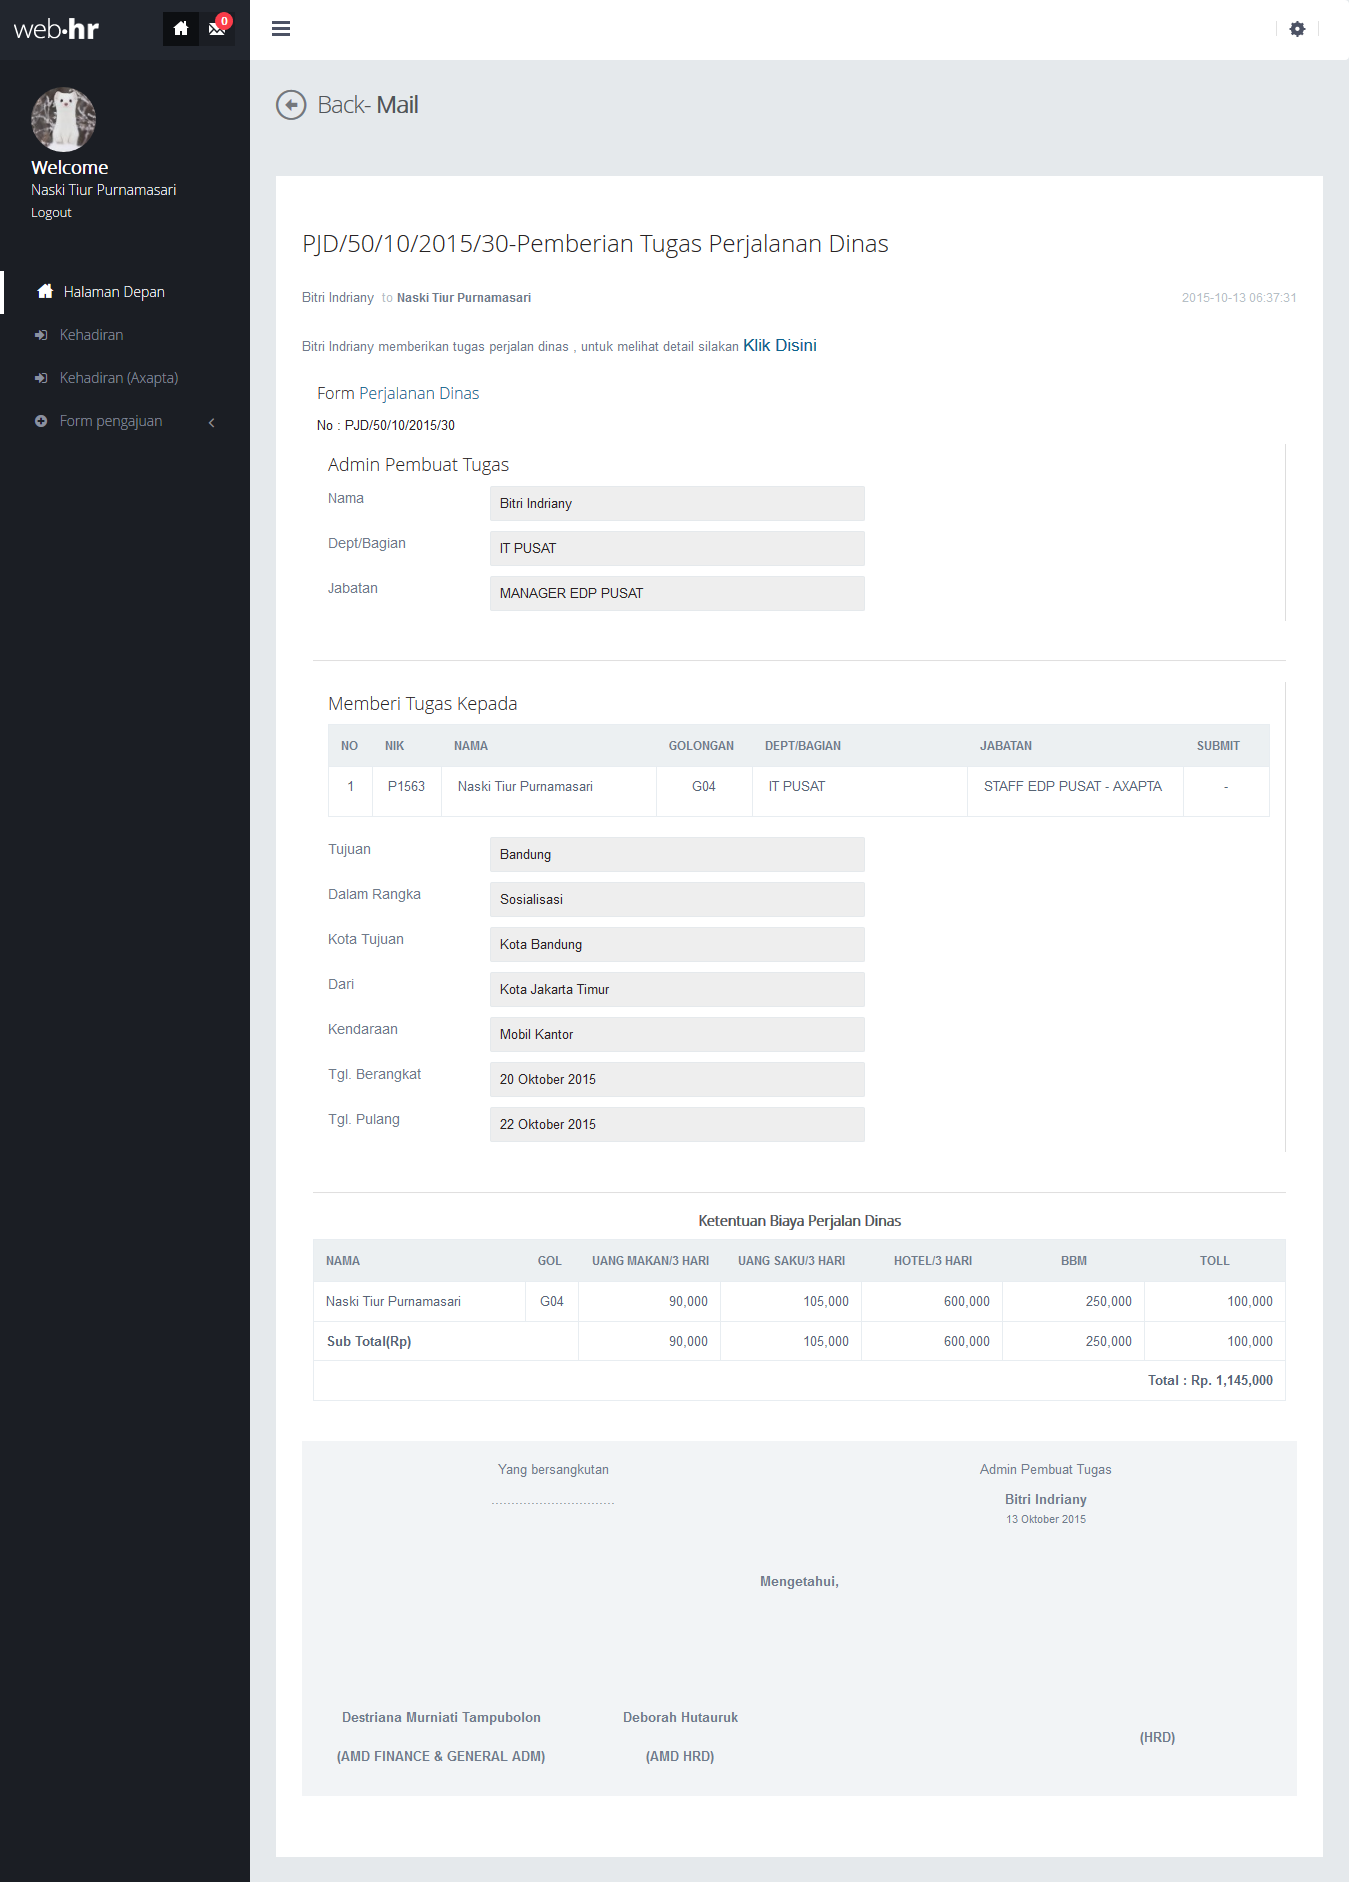 web·hr
0
Back- Mail
Welcome
Naski Tiur Purnamasari
Logout
Halaman Depan
Kehadiran
Kehadiran (Axapta)
Form pengajuan
PJD/50/10/2015/30-Pemberian Tugas Perjalanan Dinas
Bitri Indriany to Naski Tiur Purnamasari 2015-10-13 06:37:31
Bitri Indriany memberikan tugas perjalan dinas , untuk melihat detail silakan Klik Disini
Form Perjalanan Dinas
No : PJD/50/10/2015/30
Admin Pembuat Tugas
Nama Bitri Indriany
Dept/Bagian IT PUSAT
Jabatan MANAGER EDP PUSAT
Memberi Tugas Kepada
NO NIK NAMA GOLONGAN DEPT/BAGIAN JABATAN SUBMIT
1 P1563 Naski Tiur Purnamasari G04 IT PUSAT STAFF EDP PUSAT - AXAPTA -
Tujuan Bandung
Dalam Rangka Sosialisasi
Kota Tujuan Kota Bandung
Dari Kota Jakarta Timur
Kendaraan Mobil Kantor
Tgl. Berangkat 20 Oktober 2015
Tgl. Pulang 22 Oktober 2015
Ketentuan Biaya Perjalan Dinas
NAMA GOL UANG MAKAN/3 HARI UANG SAKU/3 HARI HOTEL/3 HARI BBM TOLL
Naski Tiur Purnamasari G04 90,000 105,000 600,000 250,000 100,000
Sub Total(Rp) 90,000 105,000 600,000 250,000 100,000
Total : Rp. 1,145,000
Yang bersangkutan Admin Pembuat Tugas
.............................. Bitri Indriany
13 Oktober 2015
Mengetahui,
Destriana Murniati Tampubolon Deborah Hutauruk
(HRD)
(AMD FINANCE & GENERAL ADM) (AMD HRD)